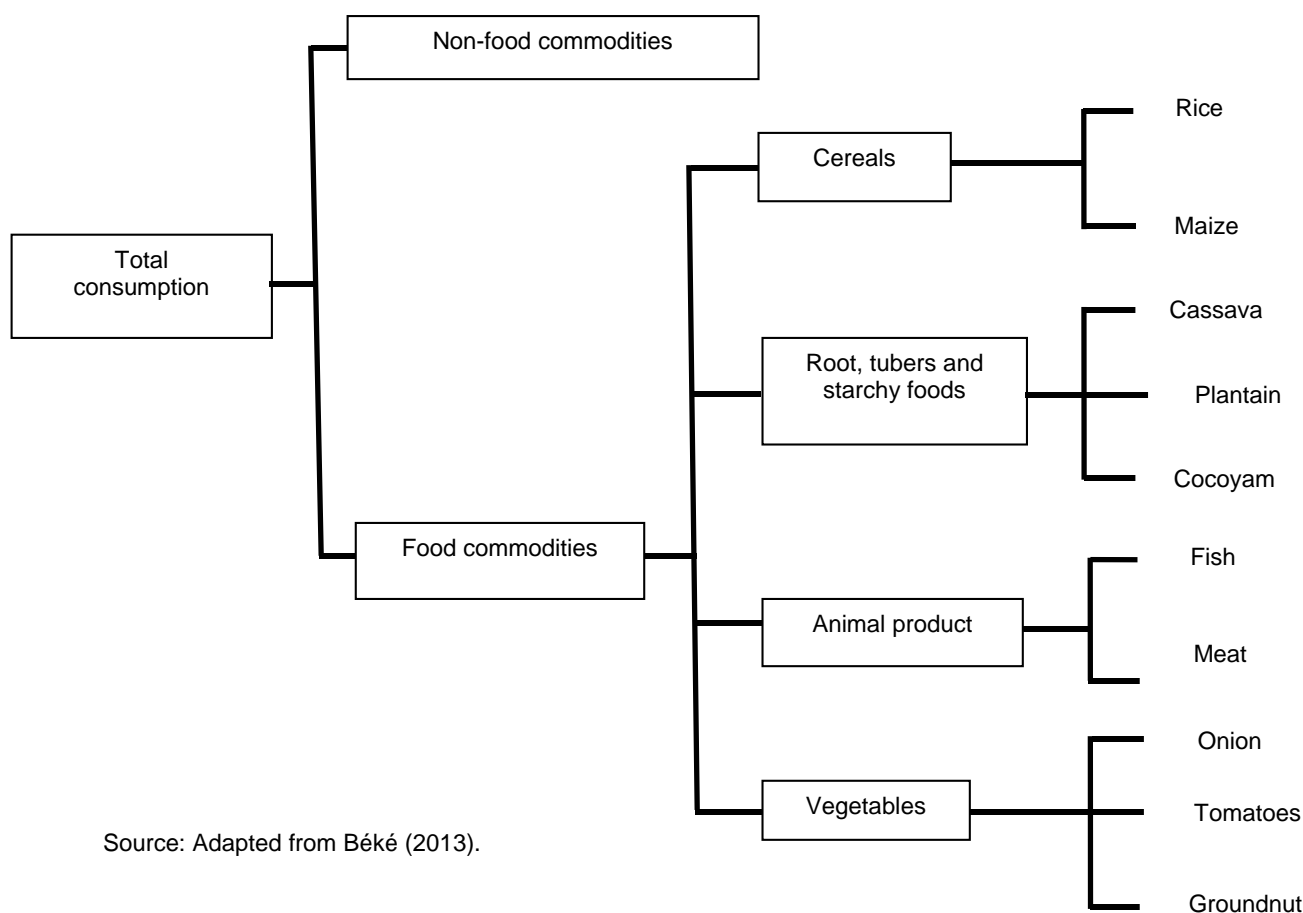 Non-food commodities
Rice
Cereals
Maize
Total
consumption
Cassava
Root, tubers and
starchy foods
Plantain
Cocoyam
Food commodities
Fish
Animal product
Meat
Onion
Vegetables
Tomatoes
Source: Adapted from Béké (2013).
Groundnut